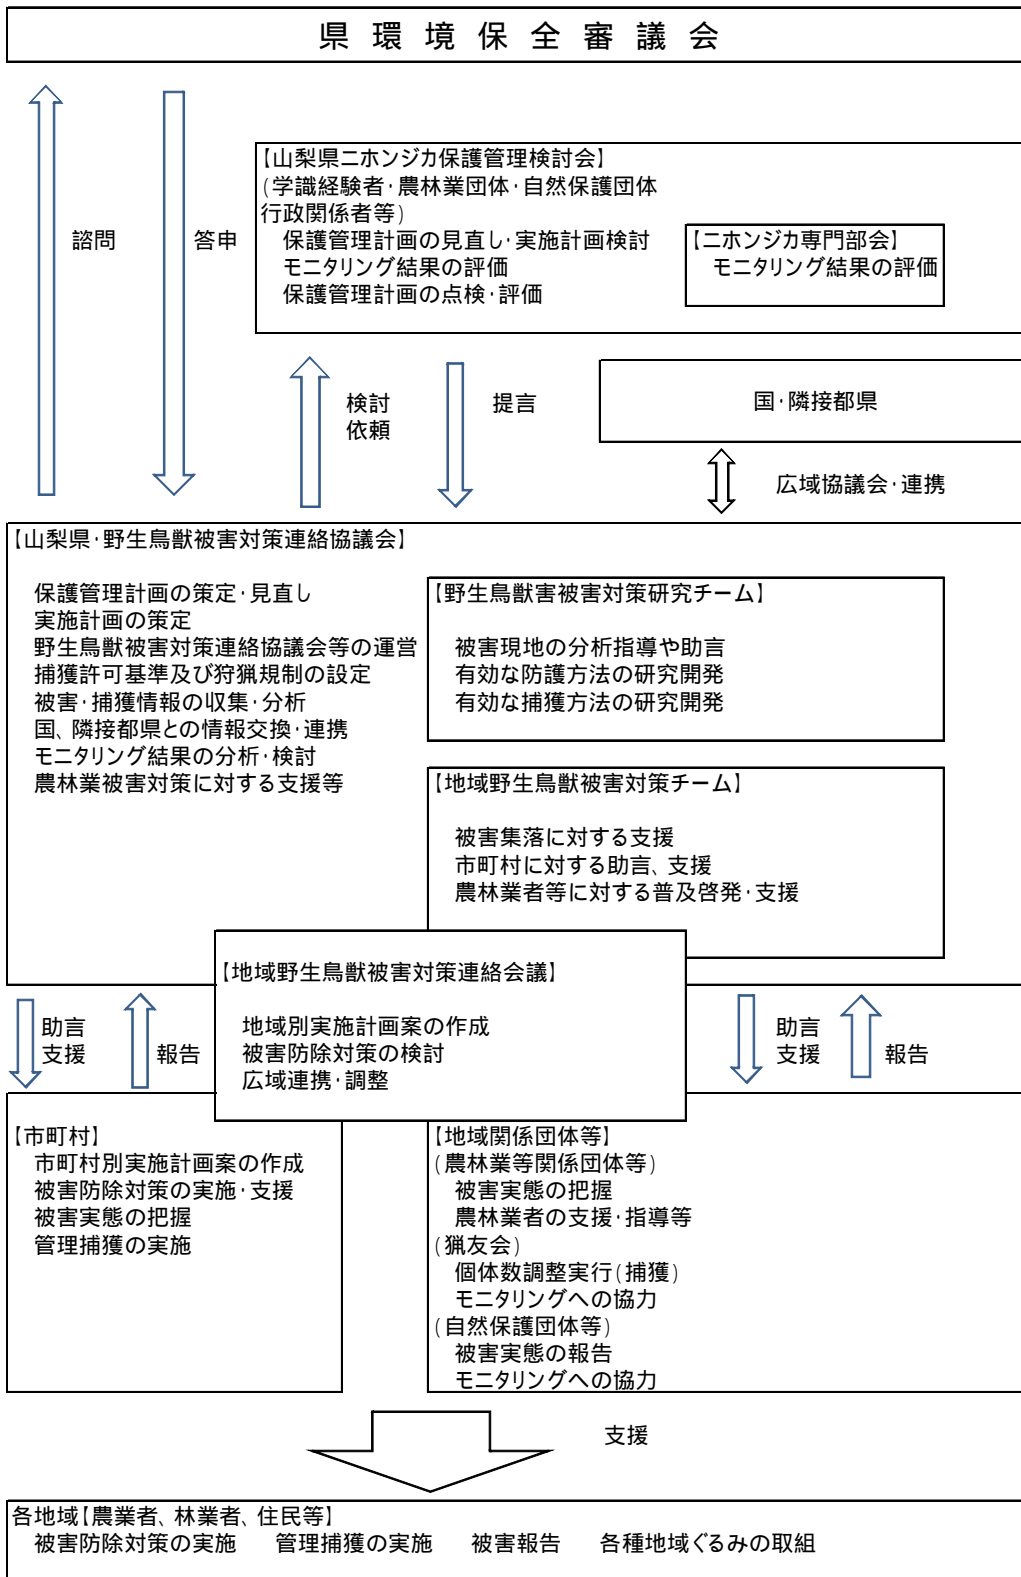 県環境保全審議会
諮問
答申
【山梨県ニホンジカ保護管理検討会】
(学識経験者・農林業団体・自然保護団体
行政関係者等)
保護管理計画の見直し・実施計画検討
モニタリング結果の評価
保護管理計画の点検・評価
【ニホンジカ専門部会】
モニタリング結果の評価
検討
依頼
提言
国・隣接都県
広域協議会・連携
【山梨県・野生鳥獣被害対策連絡協議会】
保護管理計画の策定・見直し
実施計画の策定
野生鳥獣被害対策連絡協議会等の運営
捕獲許可基準及び狩猟規制の設定
被害・捕獲情報の収集・分析
国、隣接都県との情報交換・連携
モニタリング結果の分析・検討
農林業被害対策に対する支援等
【野生鳥獣害被害対策研究チーム】
被害現地の分析指導や助言
有効な防護方法の研究開発
有効な捕獲方法の研究開発
【地域野生鳥獣被害対策チーム】
被害集落に対する支援
市町村に対する助言、支援
農林業者等に対する普及啓発・支援
【地域野生鳥獣被害対策連絡会議】
地域別実施計画案の作成
被害防除対策の検討
広域連携・調整
助言
支援
報告
助言
支援
報告
【市町村】
市町村別実施計画案の作成
被害防除対策の実施・支援
被害実態の把握
管理捕獲の実施
【地域関係団体等】
(農林業等関係団体等)
被害実態の把握
農林業者の支援・指導等
(猟友会)
個体数調整実行(捕獲)
モニタリングへの協力
(自然保護団体等)
被害実態の報告
モニタリングへの協力
支援
各地域【農業者、林業者、住民等】
被害防除対策の実施　管理捕獲の実施　被害報告　各種地域ぐるみの取組